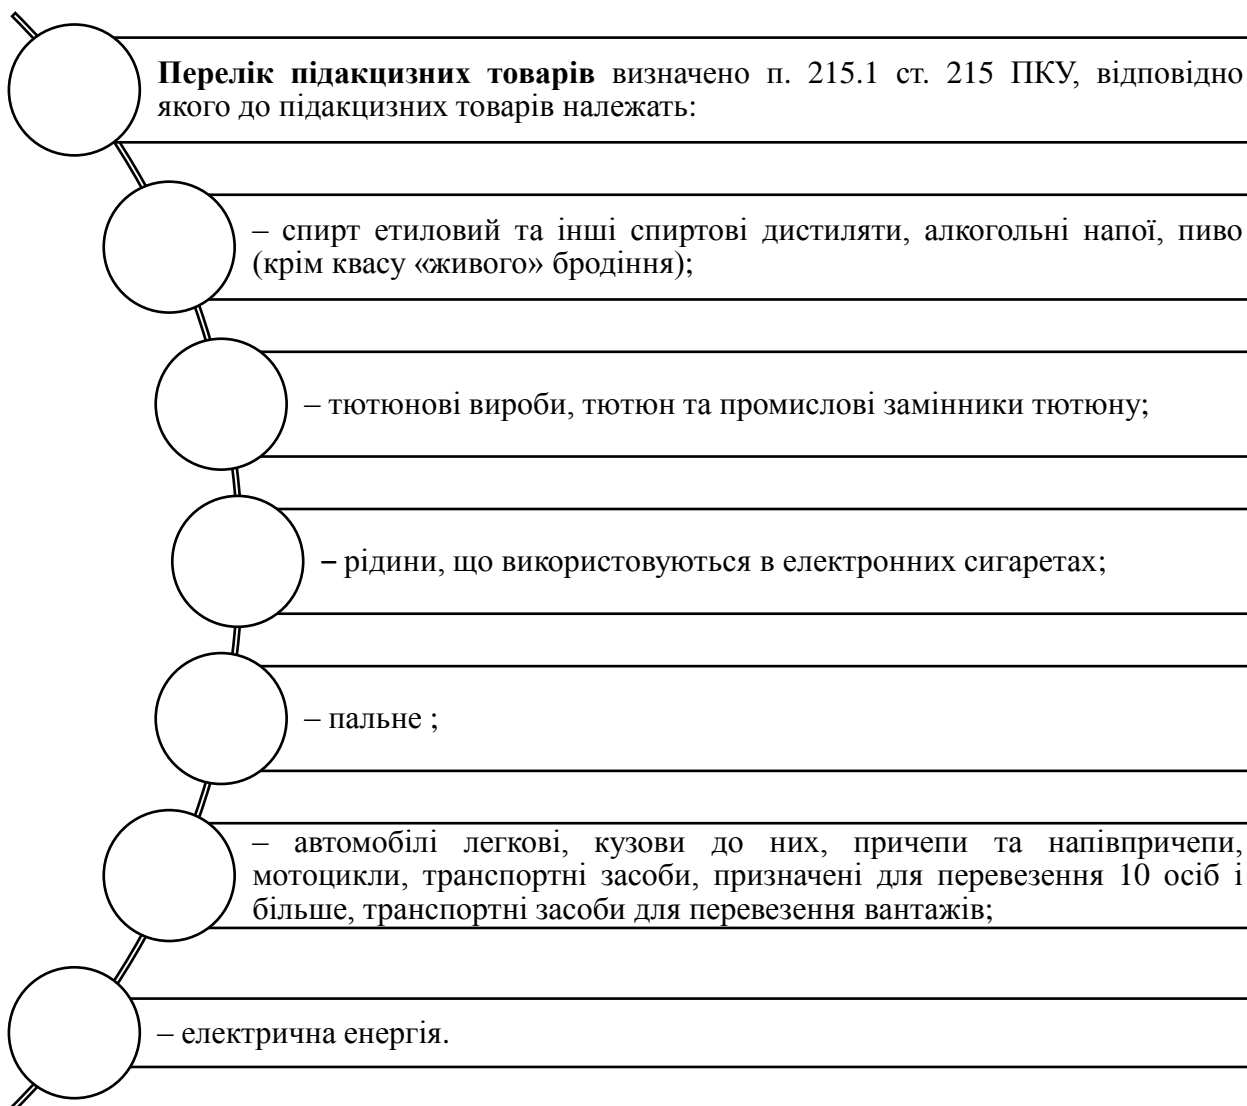 Перелік підакцизних товарів визначено п. 215.1 ст. 215 ПКУ, відповідно
якого до підакцизних товарів належать:
– спирт етиловий та інші спиртові дистиляти, алкогольні напої, пиво
(крім квасу «живого» бродіння);
– тютюнові вироби, тютюн та промислові замінники тютюну;
– рідини, що використовуються в електронних сигаретах;
– пальне ;
– автомобілі легкові, кузови до них, причепи та напівпричепи,
мотоцикли, транспортні засоби, призначені для перевезення 10 осіб і
більше, транспортні засоби для перевезення вантажів;
– електрична енергія.